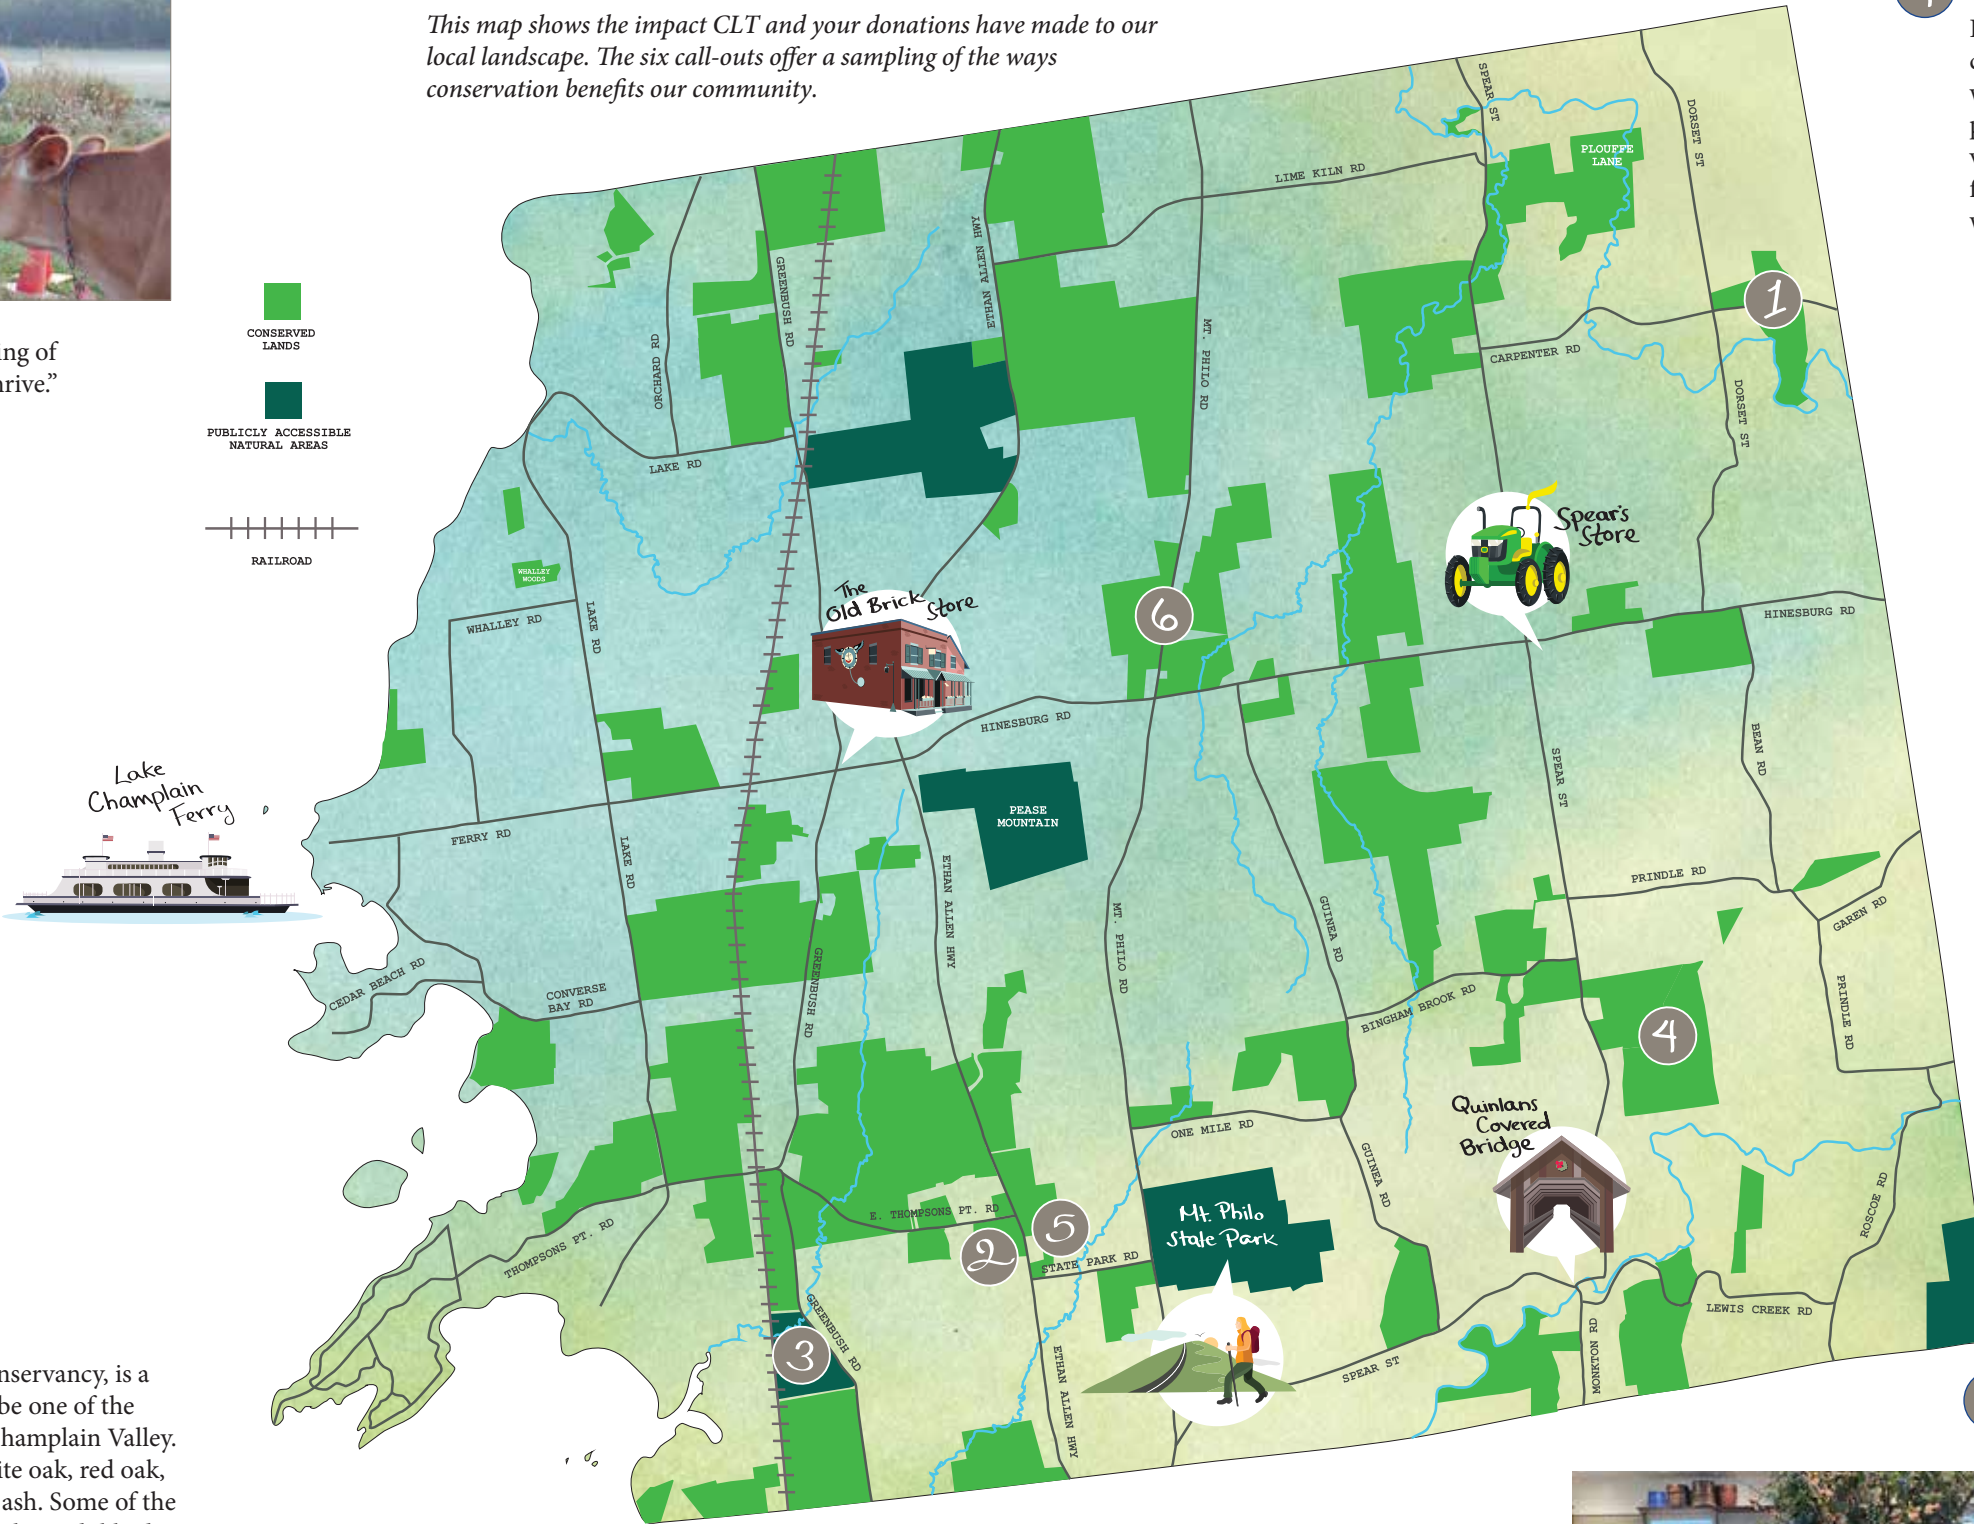 This map shows the impact CLT and your donations have made to our
local landscape. The six call-outs offer a sampling of the ways
conservation benefits our community.
ing of
hrive.”
CONSERVED
LANDS
PUBLICLY ACCESSIBLE
NATURAL AREAS
RAILROAD
SPEAR ST
DORSET ST
PLOUFFE
LANE
LIME KILN RD
ETHAN ALLEN HWY
GREENBUSH RD
ORCHARD RD
MT. PHILO RD
1
CARPENTER RD
DORSET ST
LAKE RD
Spear's
Store
WHALLEY
WOODS
The
Old Brick
Store
6
HINESBURG RD
WHALLEY RD
LAKE RD
HINESBURG RD
Lake
Champlain
Ferry
PEASE
MOUNTAIN
SPEAR ST
BEAN RD
FERRY RD
LAKE RD
ETHAN ALLEN HWY
PRINDLE RD
GAREN RD
MT. PHILO RD
GUINEA RD
CEDAR BEACH RD
CONVERSE
BAY RD
GREENBUSH RD
BINGHAM BROOK RD
PRINDLE RD
4
Quinlans
Covered
Bridge
ONE MILE RD
GUINEA RD
Mt. Philo
State Park
E. THOMPSONS PT. RD
5
2
STATE PARK RD
THOMPSONS PT. RD
ROSCOE RD
LEWIS CREEK RD
GREENBUSH RD
3
ETHAN ALLEN HWY
SPEAR ST
MONKTON RD
nservancy, is a
be one of the
hamplain Valley.
ite oak, red oak,
ash. Some of the